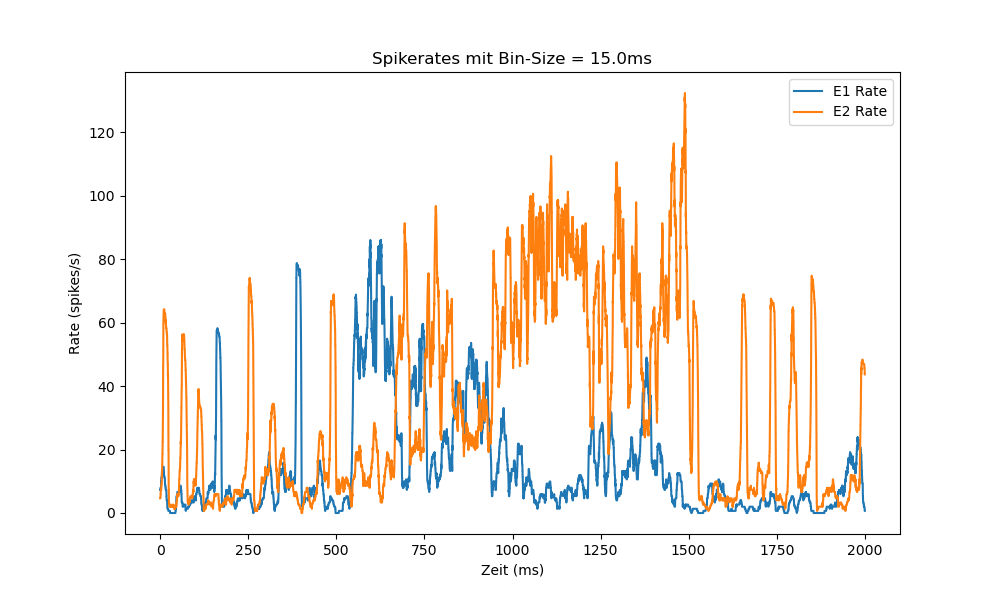 Spikerates mit Bin-Size = 15.0ms
E1 Rate
E2 Rate
120
100
80
60
40
20
0
Rate (spikes/s)
0 250 500 750 1000 1250 1500 1750 2000
Zeit (ms)